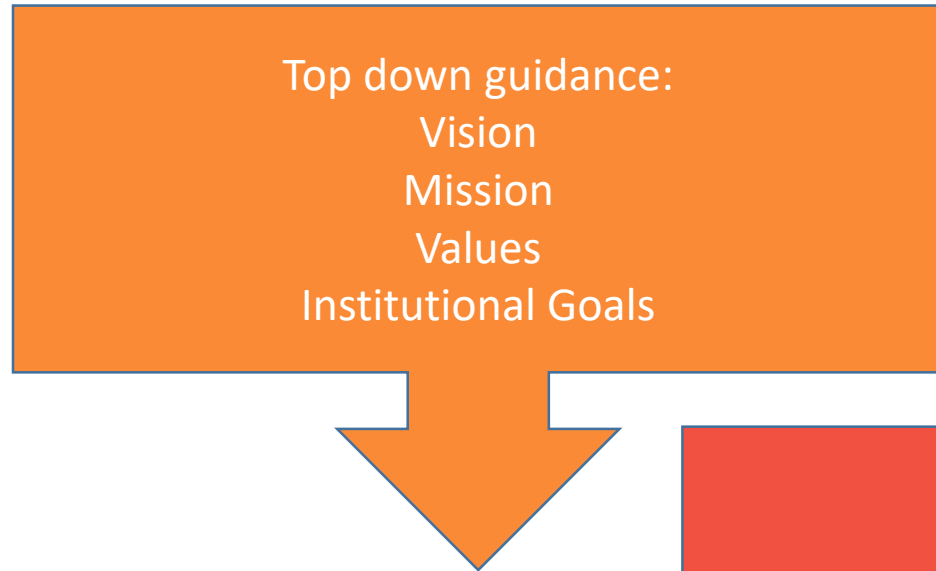 Top down guidance:
Vision
Mission
Values
Institutional Goals